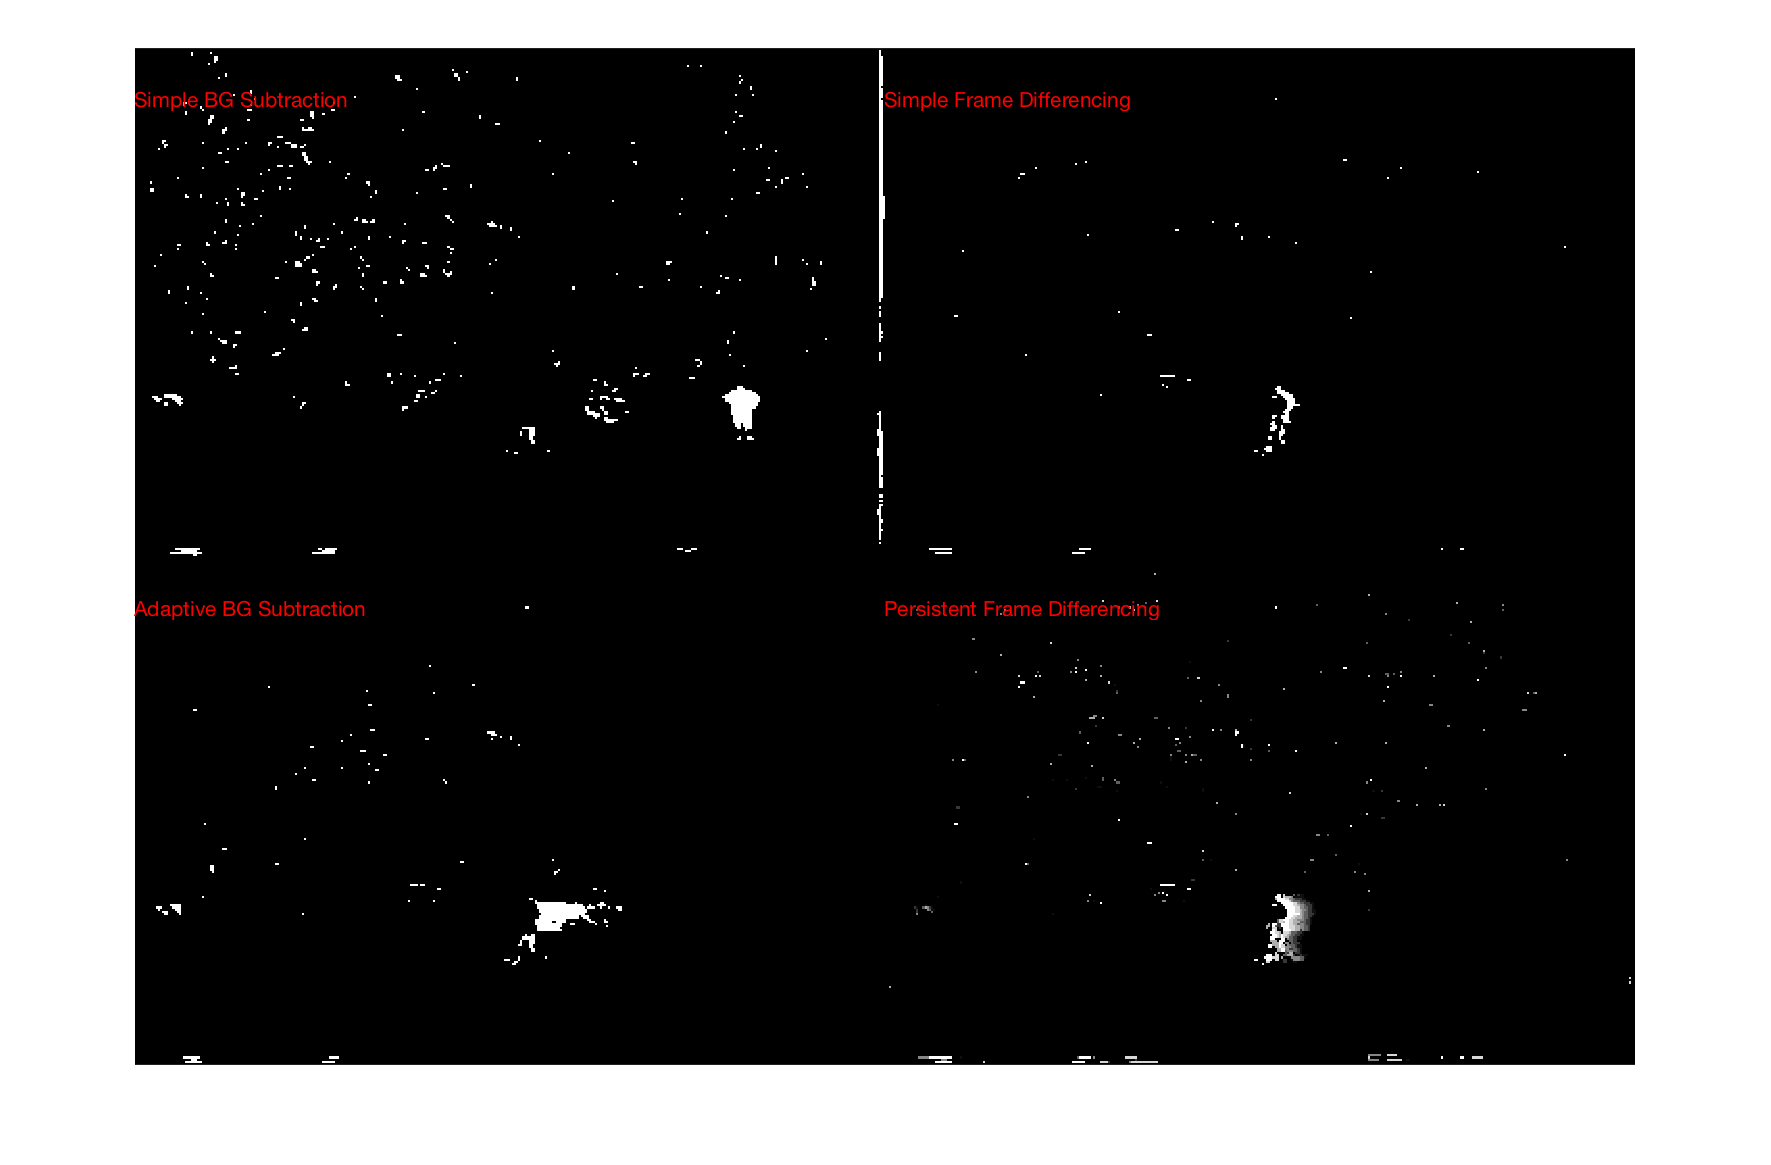 Simple BG Subtraction
Simple Frame Differencing
Adaptive BG Subtraction
Persistent Frame Differencing